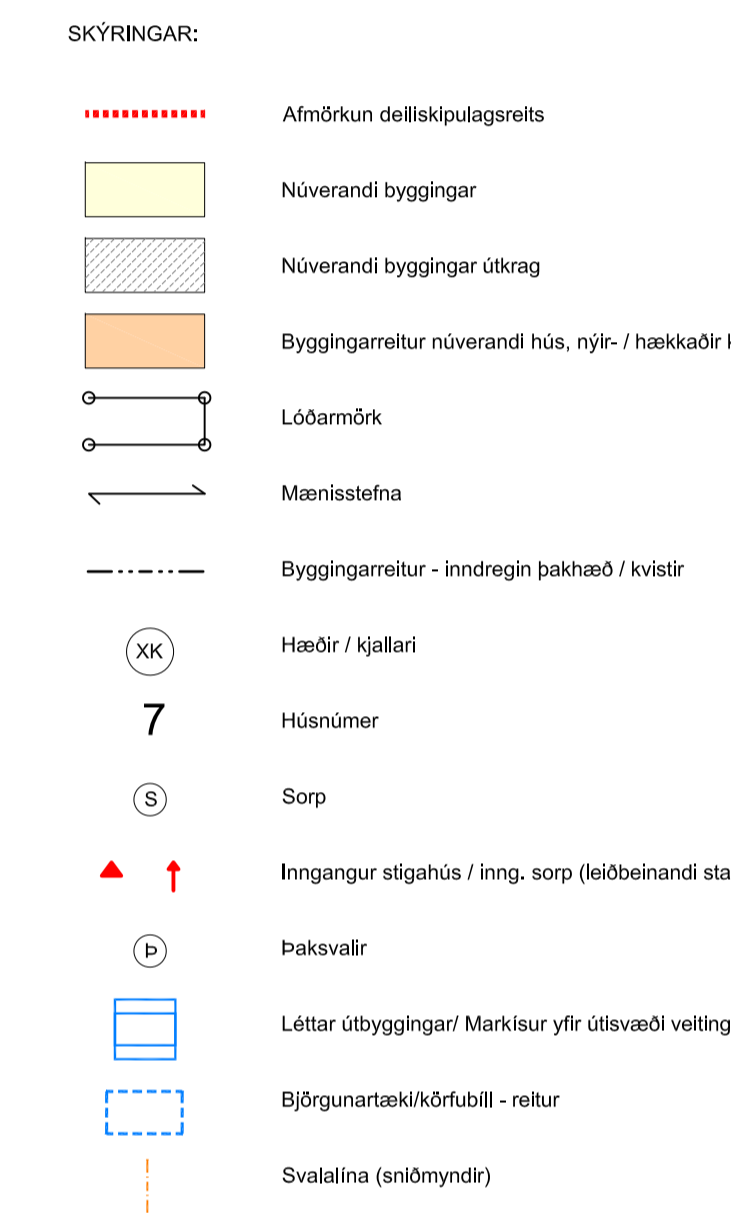 SKÝRINGAR:
Afmörkun deiliskipulagsreits
Núverandi byggingar
Núverandi byggingar útkrag
Byggingarreitur núverandi hús, nýir- / hækkaðir
Lóðarmörk
Mænisstefna
Byggingarreitur - inndregin þakhæð / kvistir
XK Hæðir / kjallari
7 Húsnúmer
S Sorp
Inngangur stigahús / inng. sorp (leiðbeinandi sta
Þ Þaksvalir
Léttar útbyggingar/ Markísur yfir útisvæði veiting
Björgunartæki/körfubíll - reitur
Svalalína (sniðmyndir)